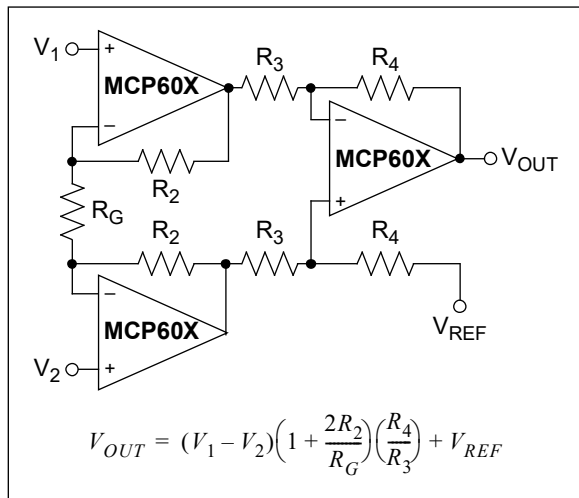 V1
MCP60X
R3
R4
R2
MCP60X
VOUT
RG
R2
R3
R4
MCP60X
VREF
V2
VOUT = (V1 – V2)(1 + 2R2/RG)(R4/R3) + VREF